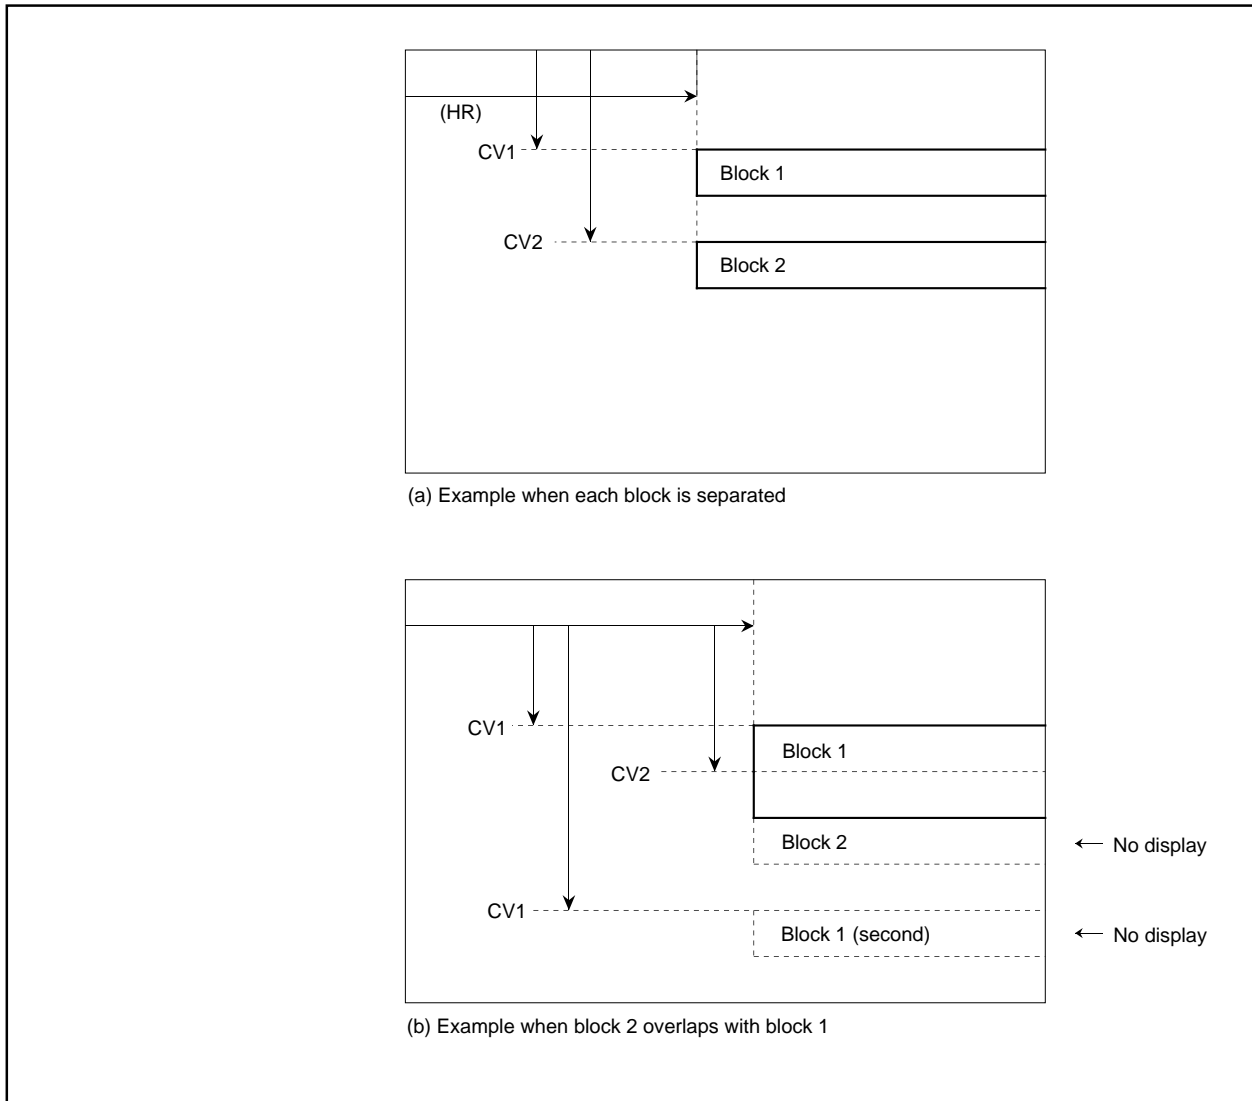 (HR)
CV1
Block 1
CV2
Block 2
(a) Example when each block is separated
CV1
Block 1
CV2
Block 2
No display
CV1
Block 1 (second)
No display
(b) Example when block 2 overlaps with block 1